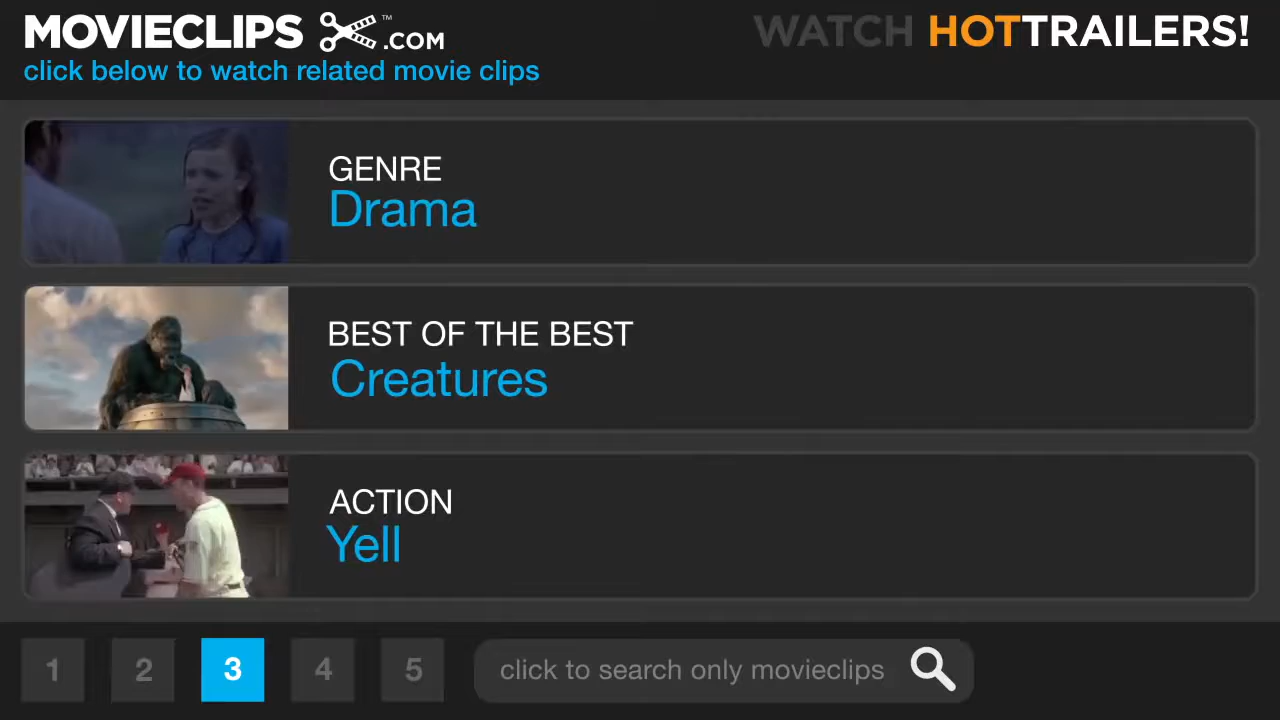 MOVIECLIPS ™ .COM
WATCH HOTTRAILERS!
click below to watch related movie clips
GENRE
Drama
BEST OF THE BEST
Creatures
ACTION
Yell
1 2 3 4 5 click to search only movieclips